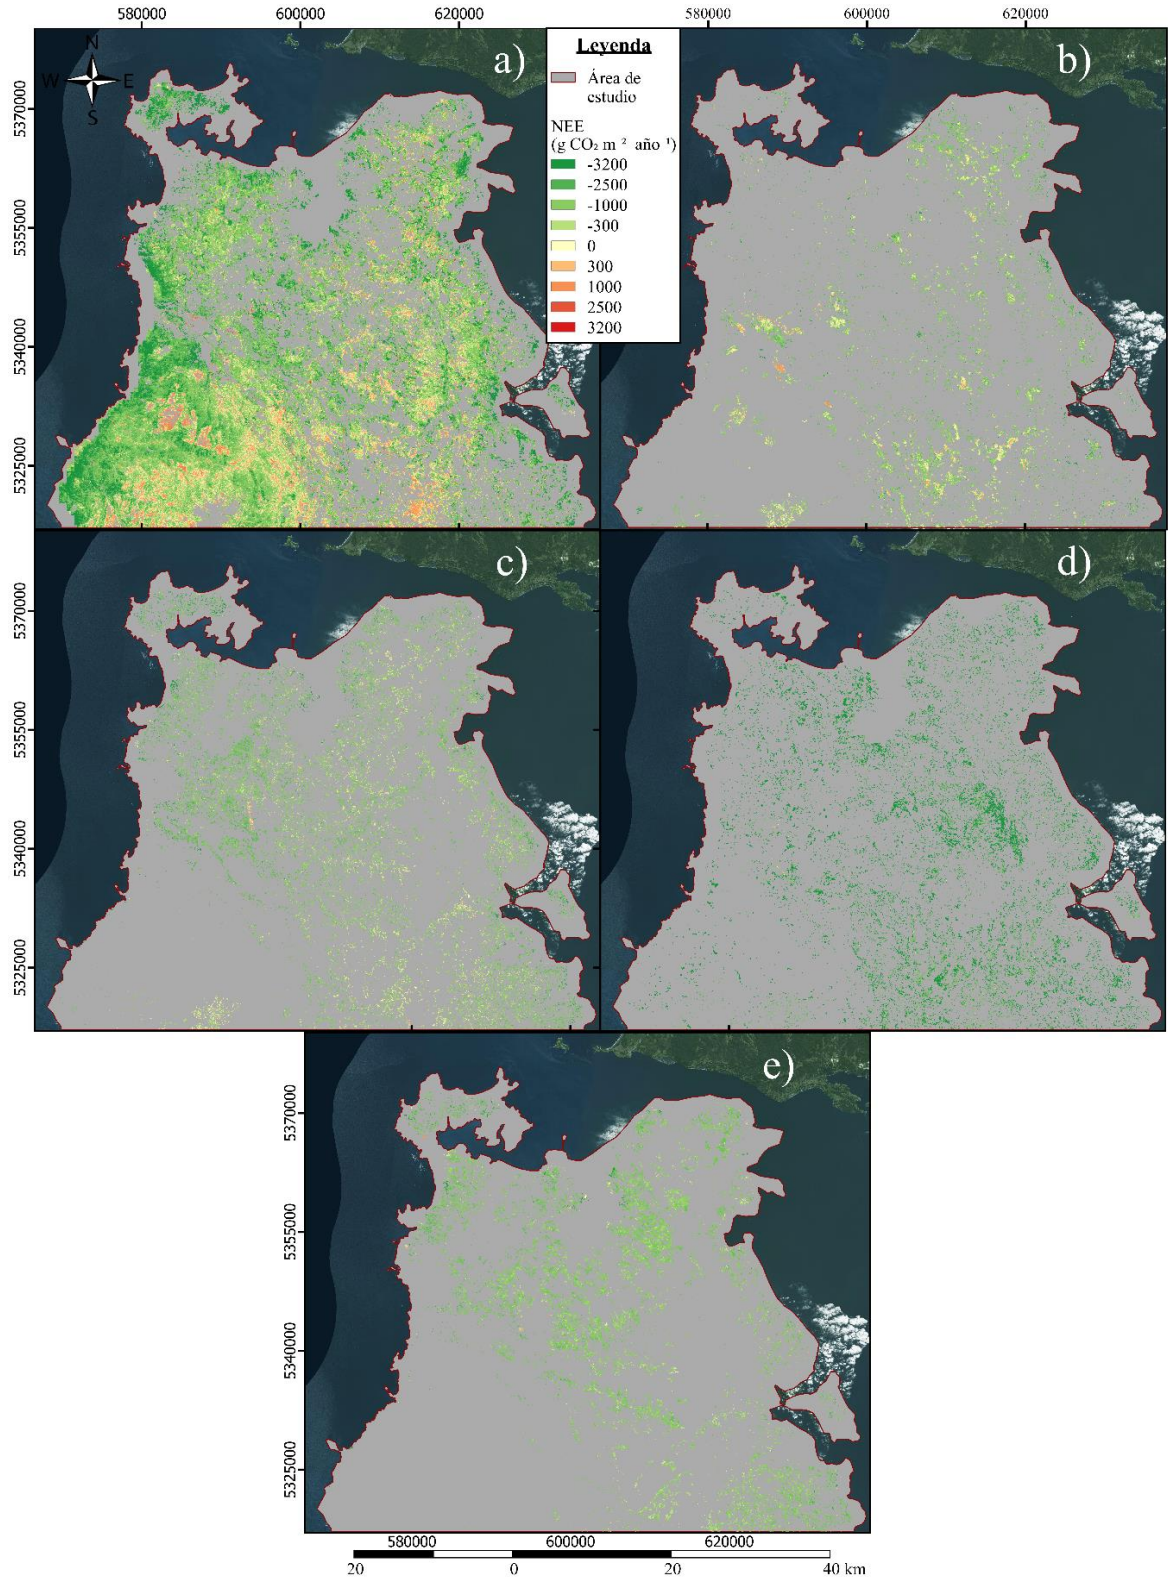 580000 600000 620000 580000 600000 620000
N
W E
S
a)
Leyenda
Área de
estudio
NEE
(g CO₂ m ⁻² año ⁻¹)
-3200
-2500
-1000
-300
0
300
1000
2500
3200
b)
5370000
5355000
5340000
5325000
c)
d)
5370000
5355000
5340000
5325000
e)
5370000
5355000
5340000
5325000
580000 600000 620000
20 0 20 40 km